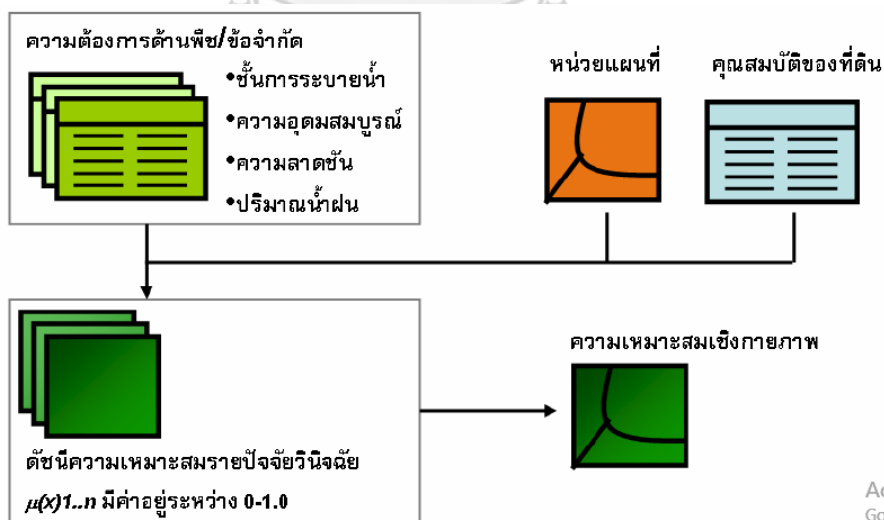 ความต้องการด้านพืช/ข้อจำกัด
•ชั้นการระบายน้ำ
•ความอุดมสมบูรณ์
•ความลาดชัน
•ปริมาณน้ำฝน
หน่วยแผนที่
คุณสมบัติของที่ดิน
ความเหมาะสมเชิงกายภาพ
ดัชนีความเหมาะสมรายปัจจัยวินิจฉัย
μ(x)1..n มีค่าอยู่ระหว่าง 0-1.0